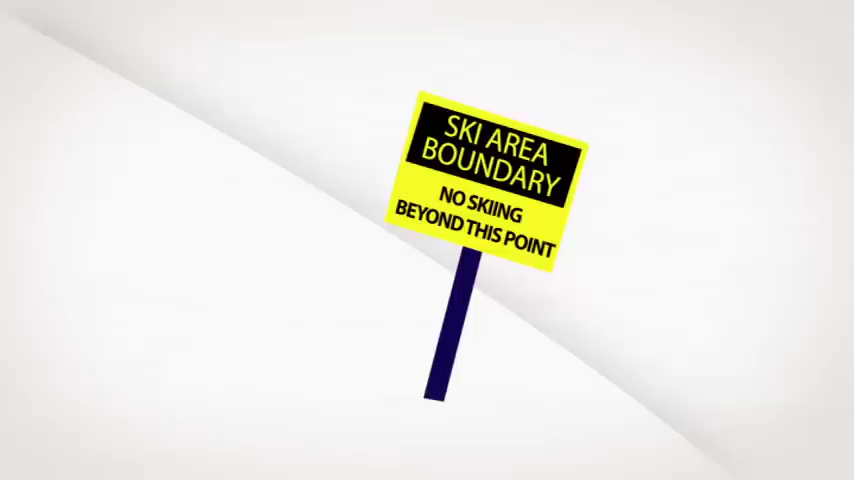 SKI AREA
BOUNDARY
NO SKIING
BEYOND THIS POINT